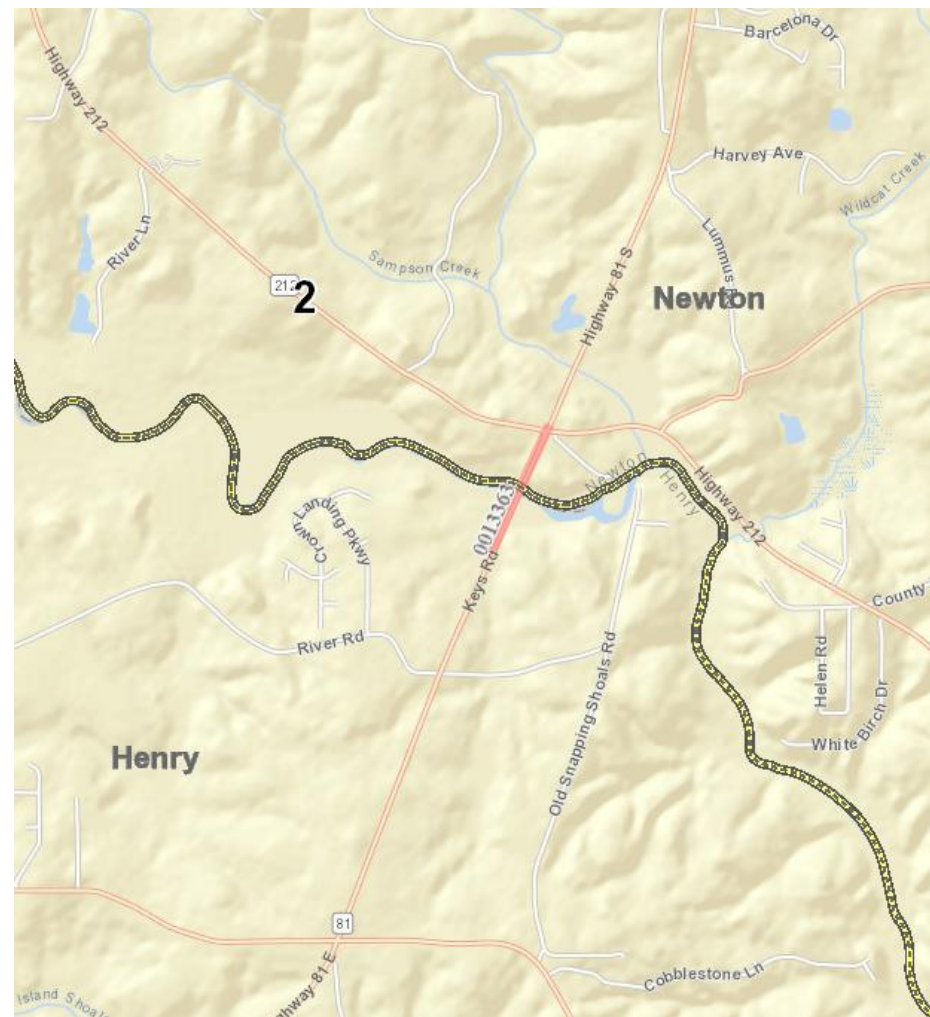 Barcelona Dr
Highway 212
Harvey Ave
Wildcat Creek
River Ln
Lummus
Sampson Creek
212
2
Highway 81 S
Newton
Newton
Henry
Highway 212
0013363
Keys Rd
Crown Landing Pkwy
River Rd
County
Helen Rd
White Birch Dr
Old Snapping Shoals Rd
Henry
81
Highway 81 E
Cobblestone Ln
Island Shoals